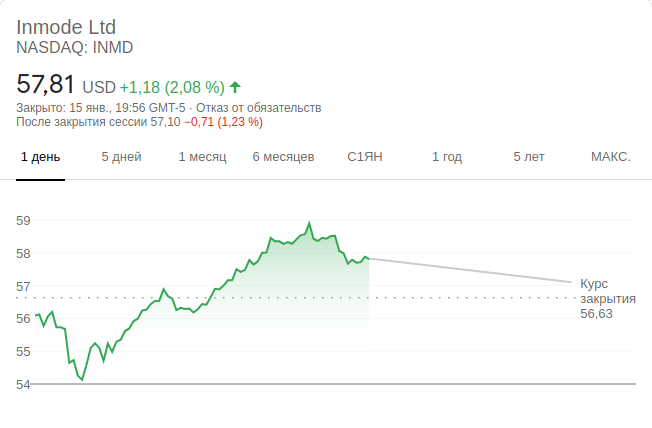 Inmode Ltd
NASDAQ: INMD
57,81 USD +1,18 (2,08 %)
Закрыто: 15 янв., 19:56 GMT-5 · Отказ от обязательств
После закрытия сессии 57,10 −0,71 (1,23 %)
1 день 5 дней 1 месяц 6 месяцев С1ЯН 1 год 5 лет МАКС.
59
58
57
Курс
закрытия
56,63
56
55
54